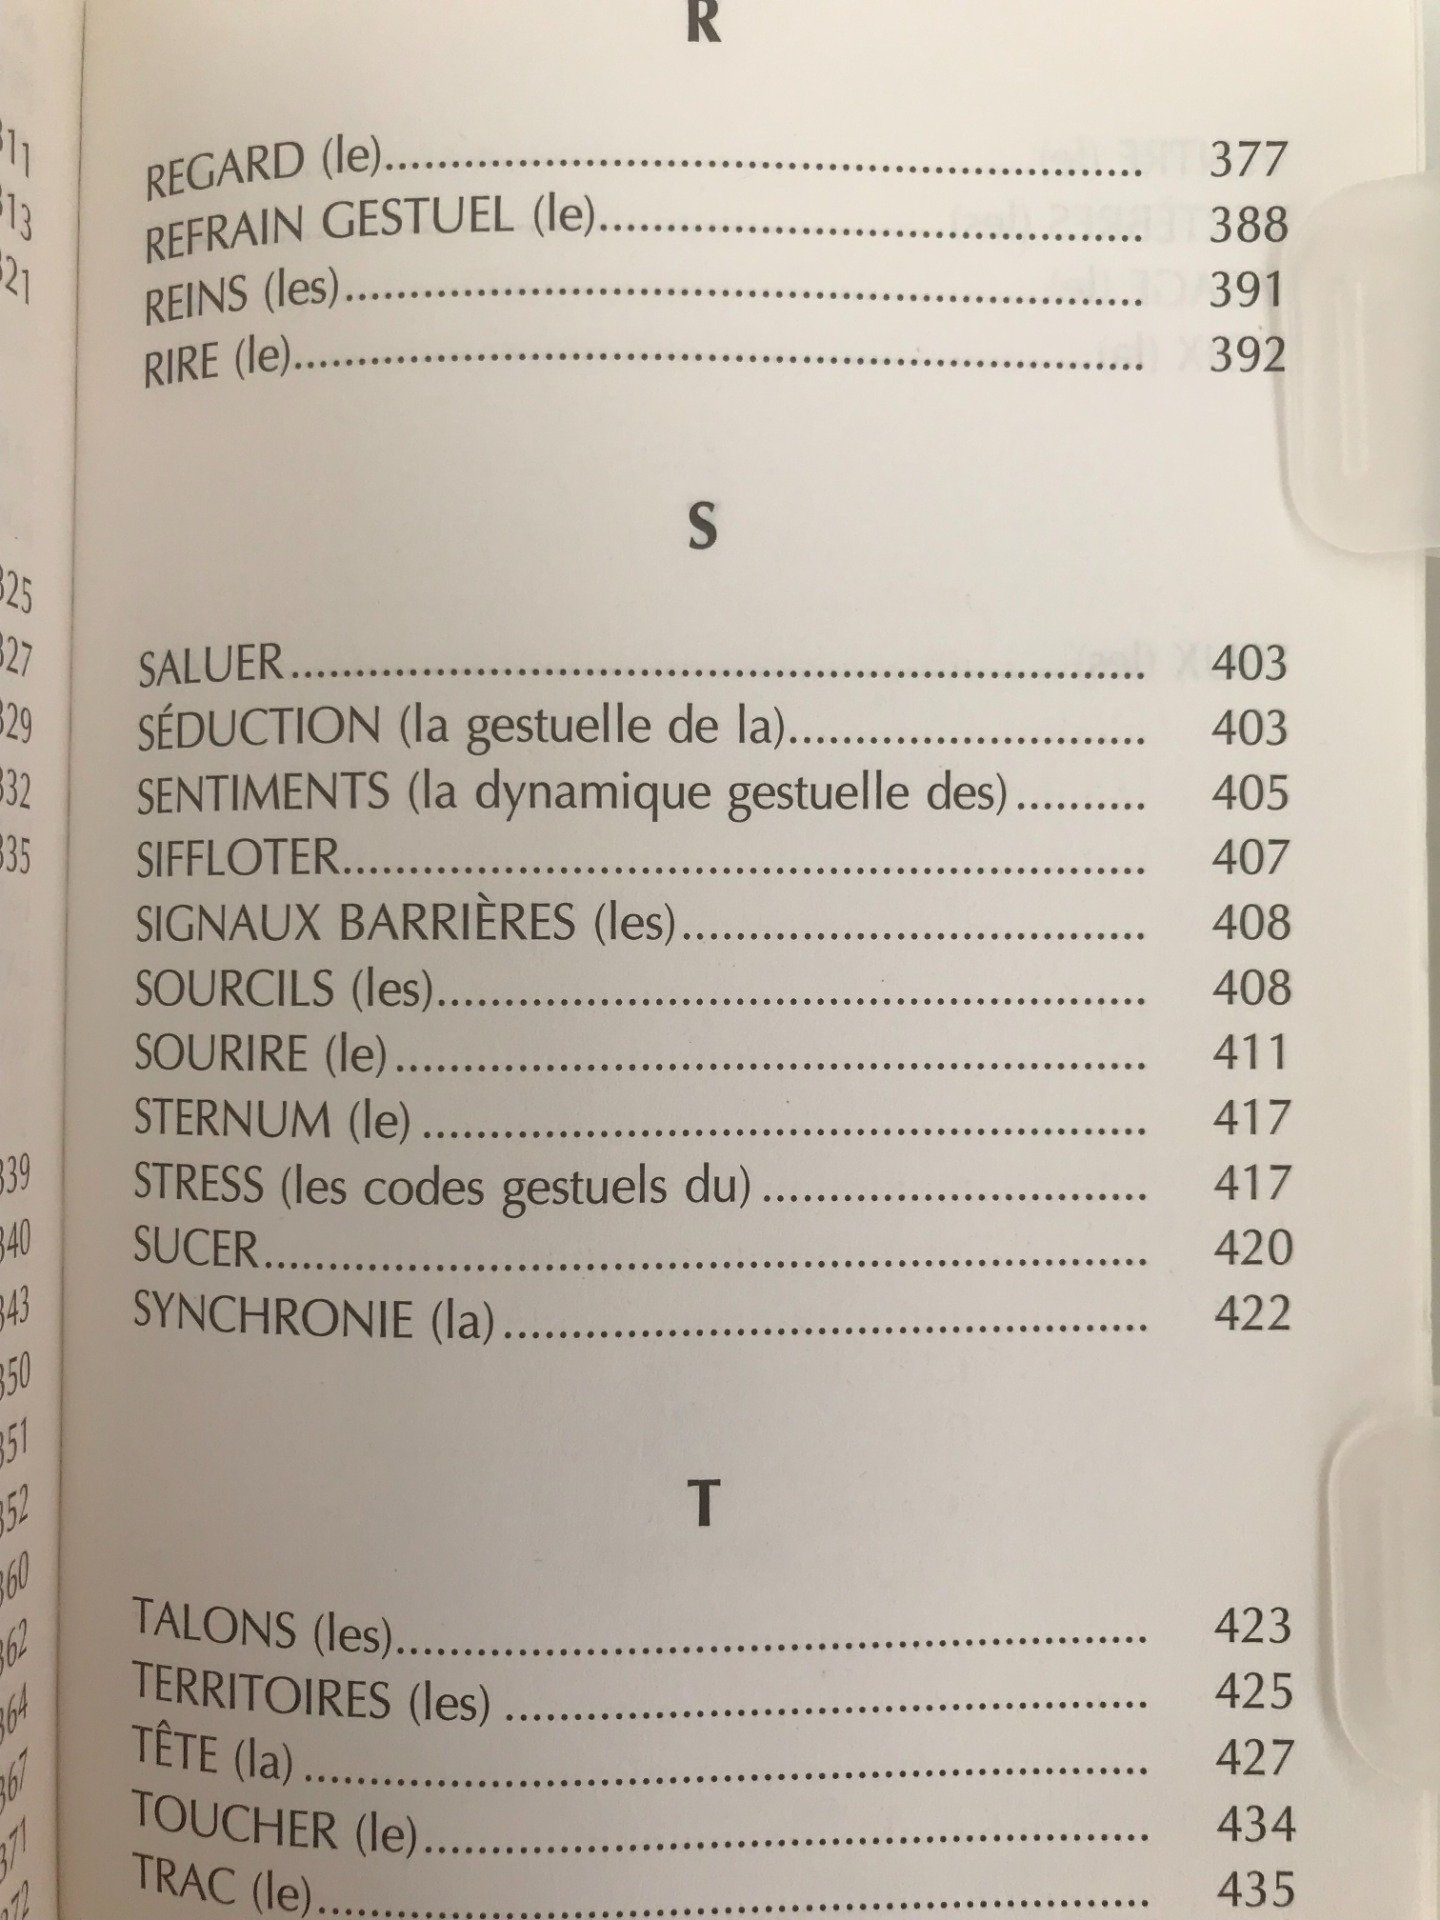 R
REGARD (le)........ 377
REFRAIN GESTUEL (le)........ 388
REINS (les)........ 391
RIRE (le)........ 392
S
SALUER........ 403
SÉDUCTION (la gestuelle de la)........ 403
SENTIMENTS (la dynamique gestuelle des)........ 405
SIFFLOTER........ 407
SIGNAUX BARRIÈRES (les)........ 408
SOURCILS (les)........ 408
SOURIRE (le)........ 411
STERNUM (le)........ 417
STRESS (les codes gestuels du)........ 417
SUCER........ 420
SYNCHRONIE (la)........ 422
T
TALONS (les)........ 423
TERRITOIRES (les)........ 425
TÊTE (la)........ 427
TOUCHER (le)........ 434
TRAC (le)........ 435